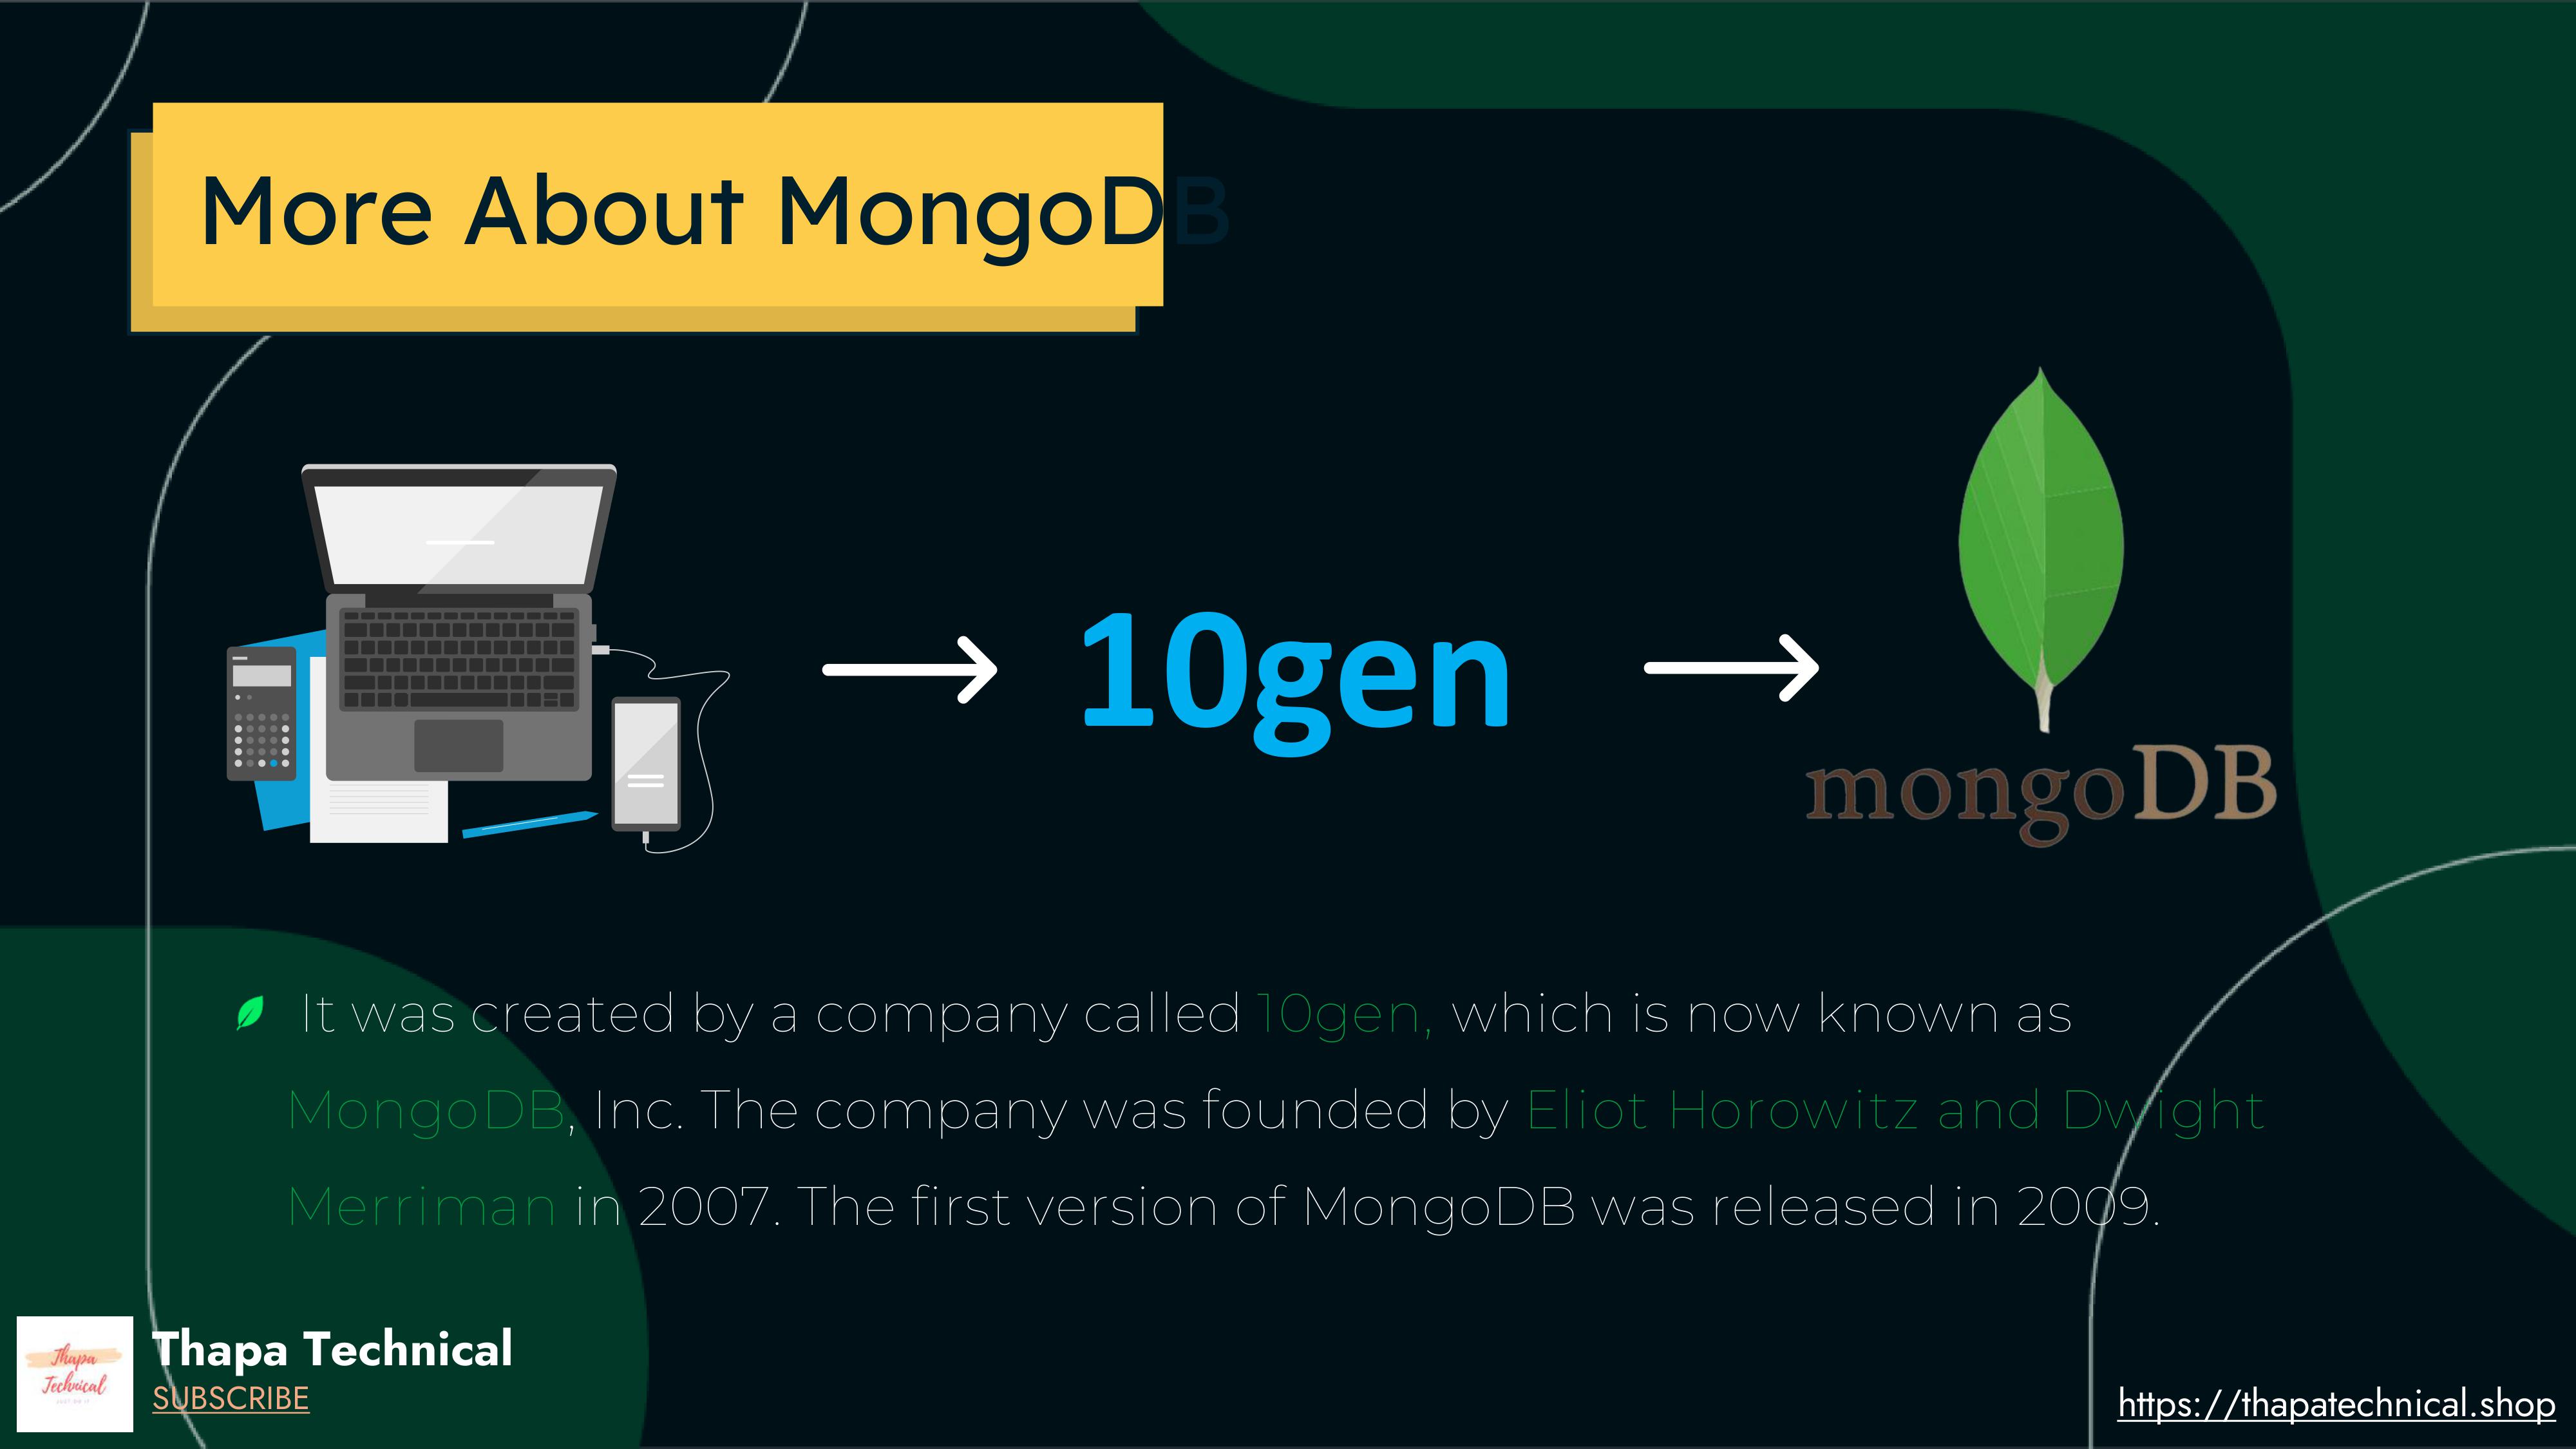 More About MongoDB
10gen
mongoDB
It was created by a company called 10gen, which is now known as
MongoDB, Inc. The company was founded by Eliot Horowitz and Dwight
Merriman in 2007. The first version of MongoDB was released in 2009.
Thapa
Technical
Thapa Technical
SUBSCRIBE
https://thapatechnical.shop